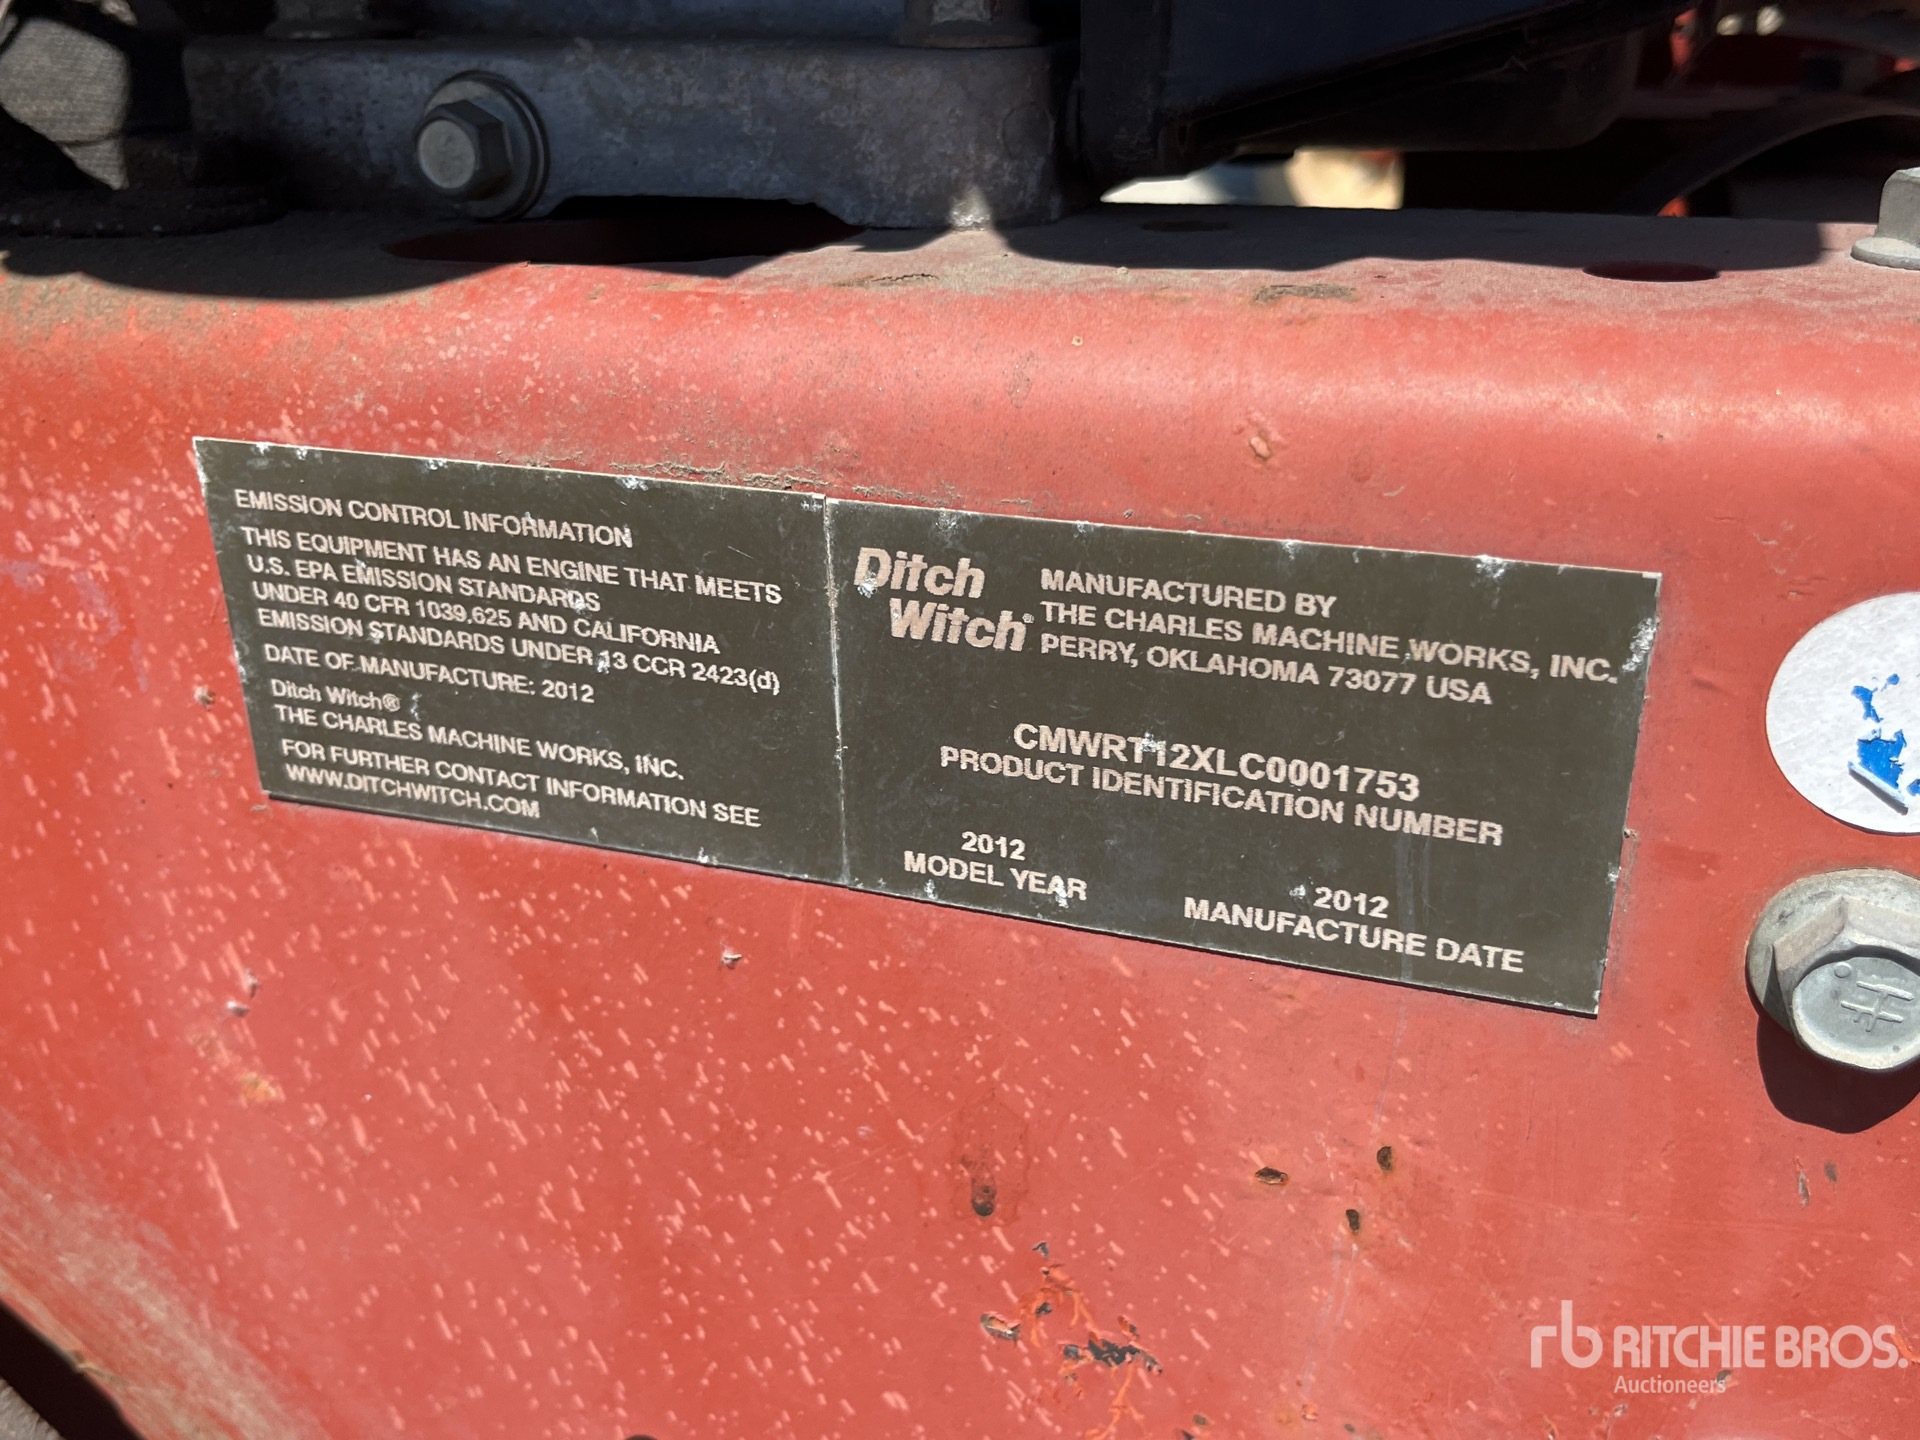 EMISSION CONTROL INFORMATION
THIS EQUIPMENT HAS AN ENGINE THAT MEETS
U.S. EPA EMISSION STANDARDS
UNDER 40 CFR 1039,625 AND CALIFORNIA
EMISSION STANDARDS UNDER 13 CCR 2423(d)
DATE OF MANUFACTURE: 2012
Ditch Witch®
THE CHARLES MACHINE WORKS, INC.
FOR FURTHER CONTACT INFORMATION SEE
WWW.DITCHWITCH.COM
Ditch
Witch®
MANUFACTURED BY
THE CHARLES MACHINE WORKS, INC.
PERRY, OKLAHOMA 73077 USA
CMWRT12XLC0001753
PRODUCT IDENTIFICATION NUMBER
2012
MODEL YEAR
2012
MANUFACTURE DATE
rb RITCHIE BROS.
Auctioneers